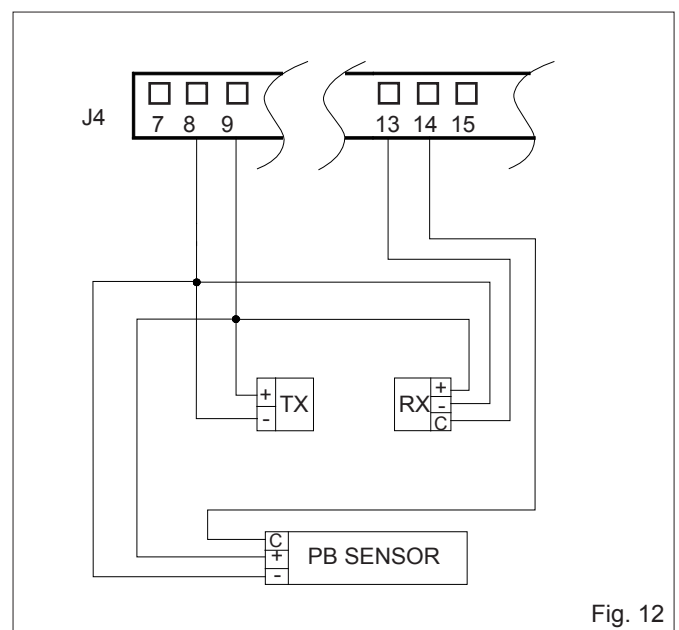 J4
7 8 9 13 14 15
+ TX
-
RX +
-
C
C
+ PB SENSOR
-
Fig. 12